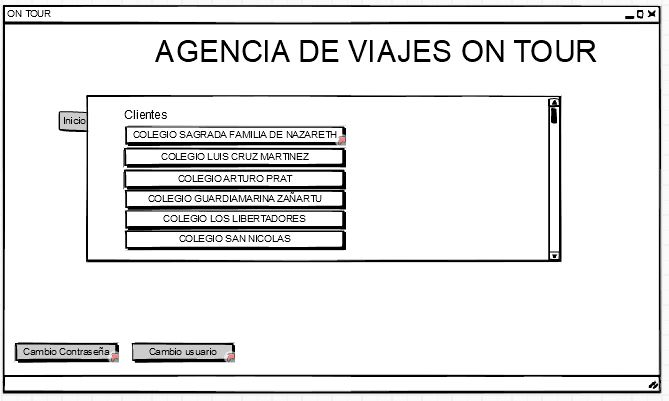 ON TOUR
AGENCIA DE VIAJES ON TOUR
Inicio
Clientes
COLEGIO SAGRADA FAMILIA DE NAZARETH
COLEGIO LUIS CRUZ MARTINEZ
COLEGIO ARTURO PRAT
COLEGIO GUARDIAMARINA ZAÑARTU
COLEGIO LOS LIBERTADORES
COLEGIO SAN NICOLAS
Cambio Contraseña
Cambio usuario